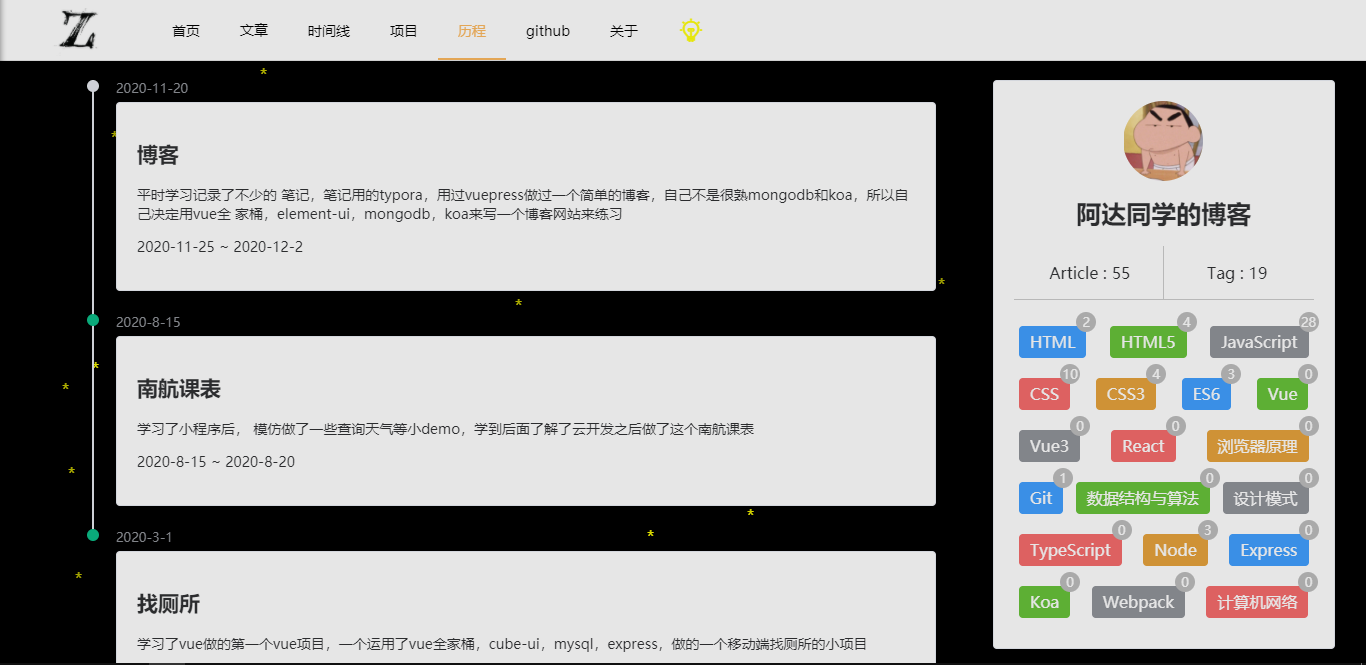 Z
首页 文章 时间线 项目 历程 github 关于
2020-11-20
博客
平时学习记录了不少的 笔记，笔记用的typora，用过vuepress做过一个简单的博客，自己不是很熟mongodb和koa，所以自
己决定用vue全 家桶，element-ui，mongodb，koa来写一个博客网站来练习
2020-11-25 ~ 2020-12-2
2020-8-15
南航课表
学习了小程序后， 模仿做了一些查询天气等小demo，学到后面了解了云开发之后做了这个南航课表
2020-8-15 ~ 2020-8-20
2020-3-1
找厕所
学习了vue做的第一个vue项目，一个运用了vue全家桶，cube-ui，mysql，express，做的一个移动端找厕所的小项目
阿达同学的博客
Article : 55 Tag : 19
HTML 2 HTML5 4 JavaScript 28
CSS 10 CSS3 4 ES6 3 Vue 0
Vue3 0 React 0 浏览器原理 0
Git 1 数据结构与算法 0 设计模式 0
TypeScript 0 Node 3 Express 0
Koa 0 Webpack 0 计算机网络 0